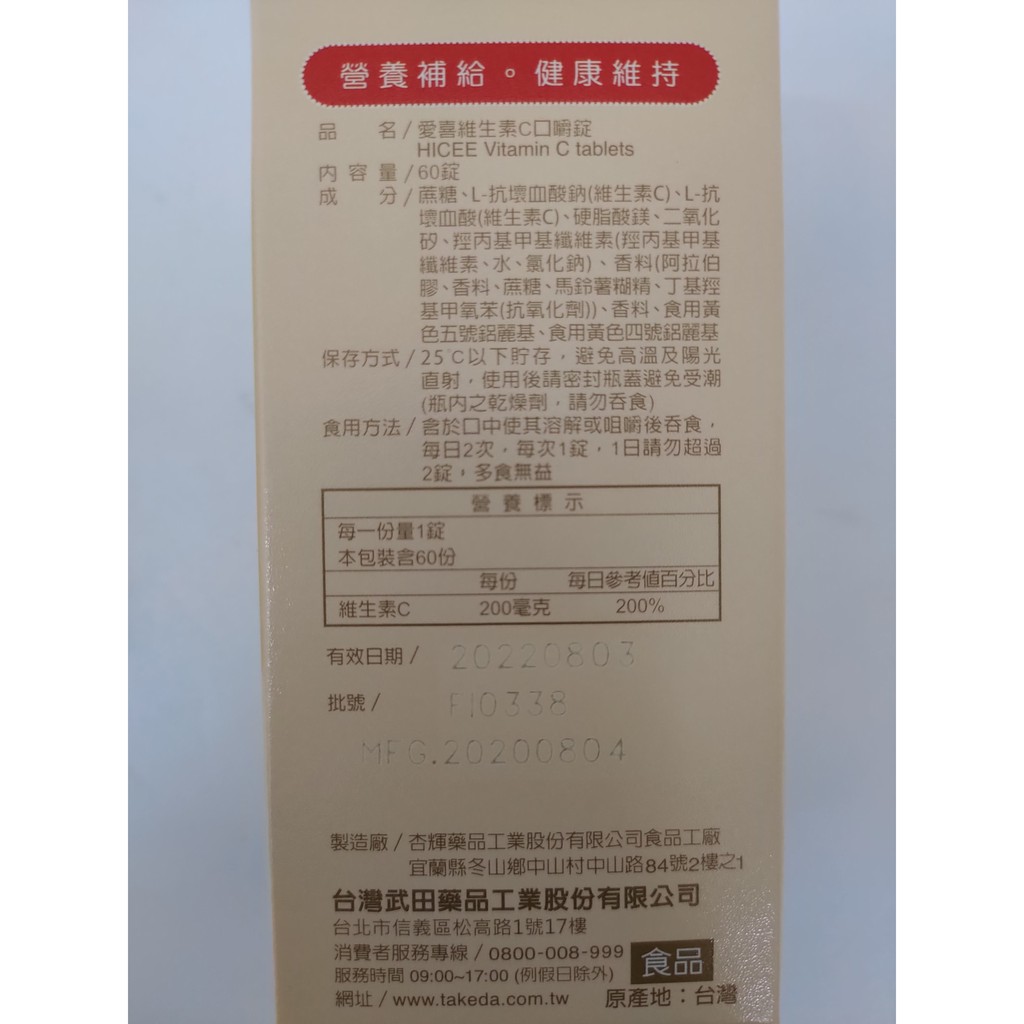 營養補給。健康維持
品名/愛喜維生素C口嚼錠
HICEE Vitamin C tablets
內容量/60錠
成分/蔗糖、L-抗壞血酸鈉(維生素C)、L-抗
壞血酸(維生素C)、硬脂酸鎂、二氧化
矽、羥丙基甲基纖維素(羥丙基甲基
纖維素、水、氯化鈉)、香料(阿拉伯
膠、香料、蔗糖、馬鈴薯糊精、丁基羥
基甲氧苯(抗氧化劑))、香料、食用黃
色五號鋁麗基、食用黃色四號鋁麗基
保存方式/25℃以下貯存，避免高溫及陽光
直射，使用後請密封瓶蓋避免受潮
(瓶內之乾燥劑，請勿吞食)
食用方法/含於口中使其溶解或咀嚼後吞食，
每日2次，每次1錠，1日請勿超過
2錠，多食無益
營養標示
每一份量1錠
本包裝含60份
每份 每日參考值百分比
維生素C 200毫克 200%
有效日期/ 20220803
批號/ F10338
MFG.20200804
製造廠/杏輝藥品工業股份有限公司食品工廠
宜蘭縣冬山鄉中山村中山路84號2樓之1
台灣武田藥品工業股份有限公司
台北市信義區松高路1號17樓
消費者服務專線/0800-008-999
服務時間 09:00~17:00 (例假日除外)
食品
網址/www.takeda.com.tw 原產地：台灣